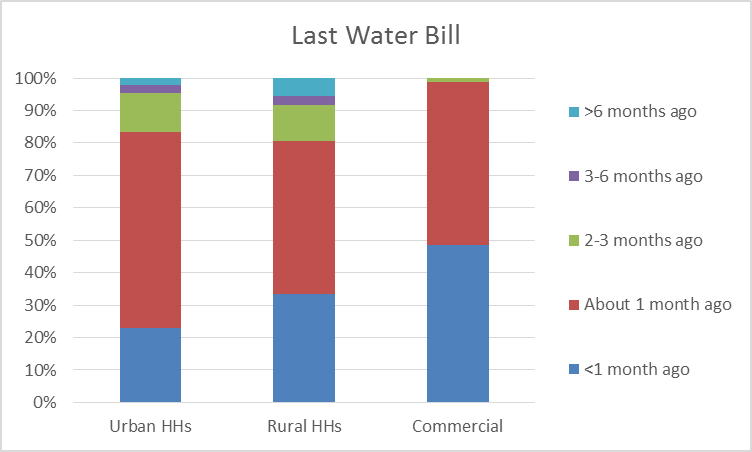 Last Water Bill
100%
90%
80%
70%
60%
50%
40%
30%
20%
10%
0%
Urban HHs
Rural HHs
Commercial
>6 months ago
3-6 months ago
2-3 months ago
About 1 month ago
<1 month ago